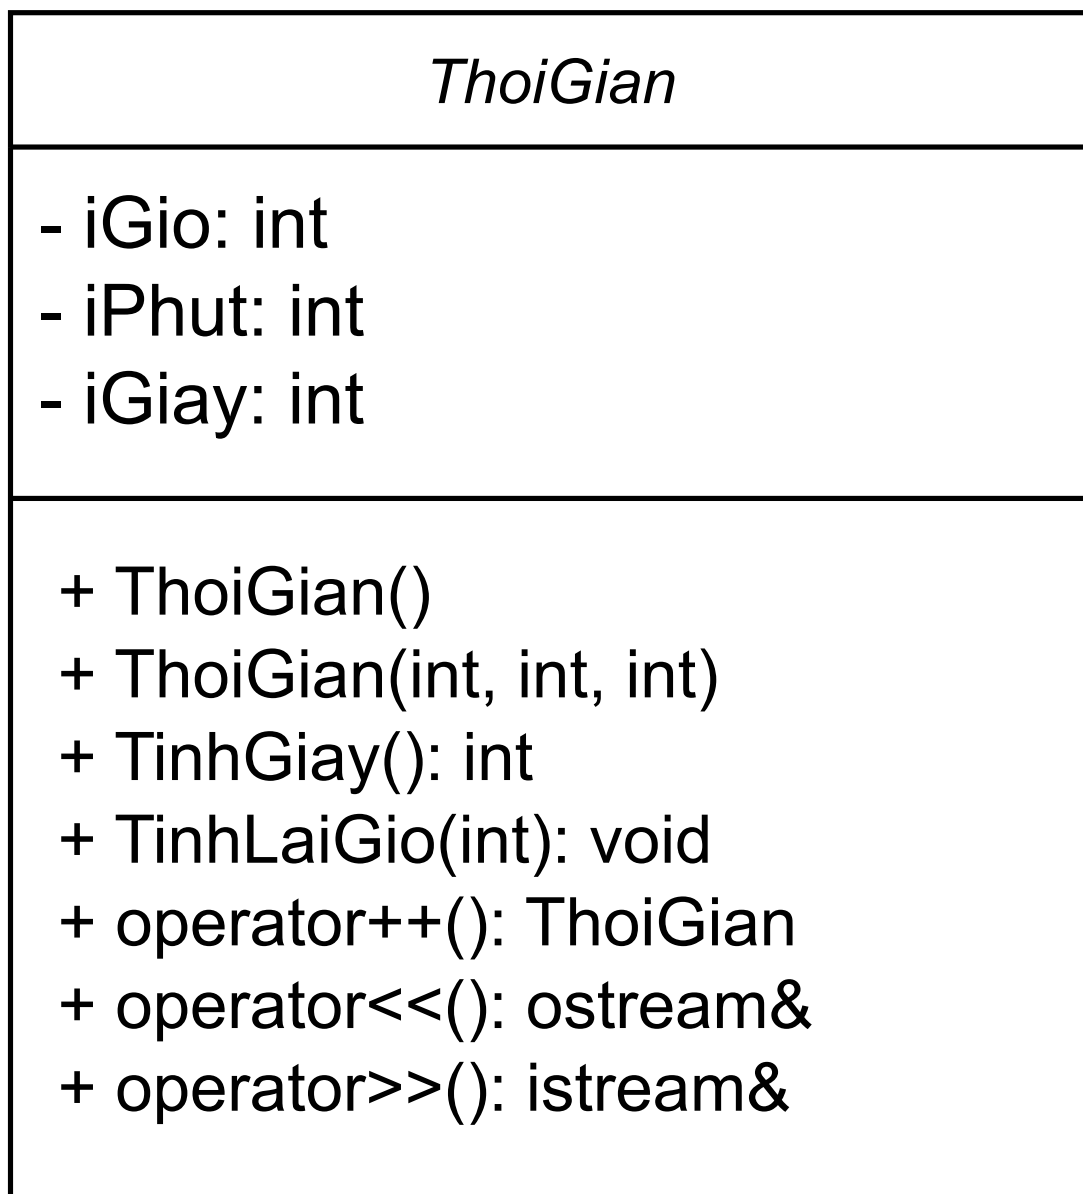 ThoiGian
- iGio: int
- iPhut: int
- iGiay: int
+ ThoiGian()
+ ThoiGian(int, int, int)
+ TinhGiay(): int
+ TinhLaiGio(int): void
+ operator++(): ThoiGian
+ operator<<(): ostream&
+ operator>>(): istream&